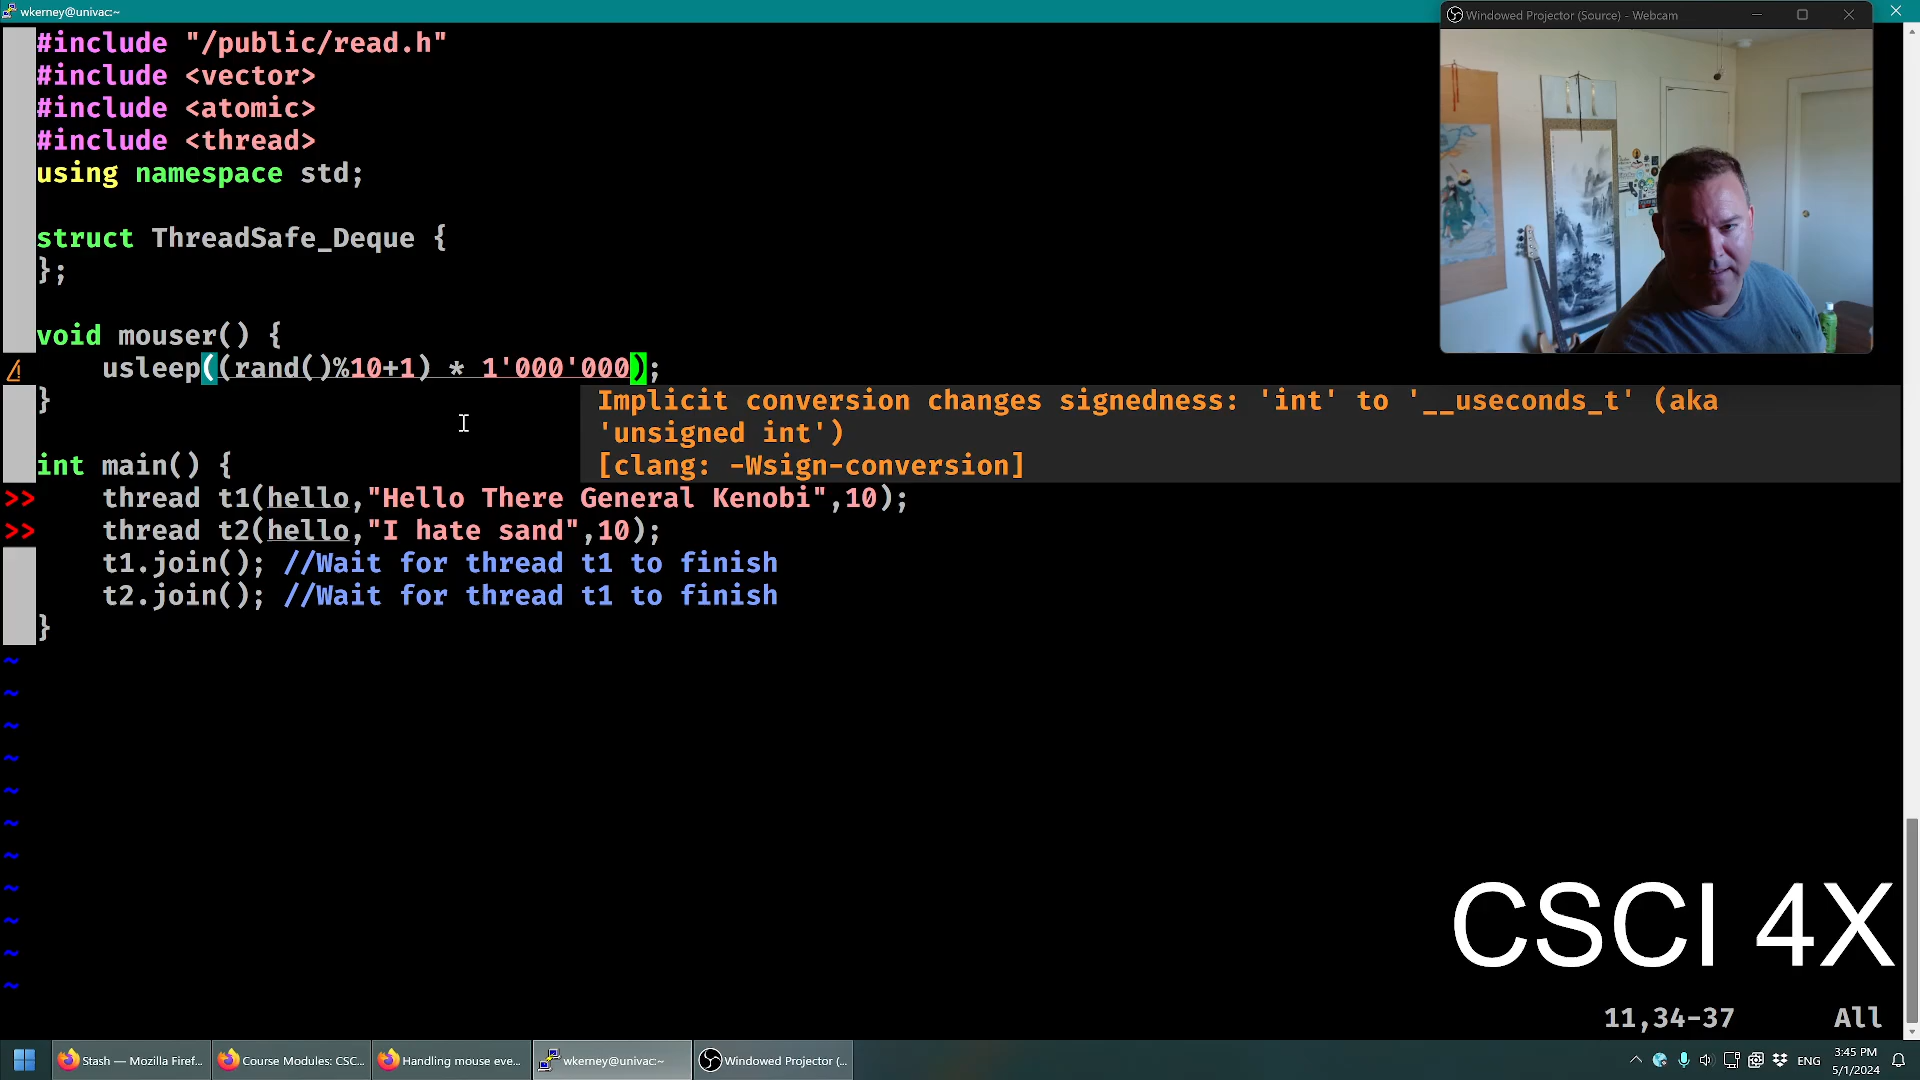 wkerney@univac:~
Windowed Projector (Source) - Webcam
#include "/public/read.h"
#include <vector>
#include <atomic>
#include <thread>
using namespace std;
struct ThreadSafe_Deque {
};
void mouser() {
usleep((rand()%10+1) * 1'000'000);
}
Implicit conversion changes signedness: 'int' to '__useconds_t' (aka
'unsigned int')
[clang: -Wsign-conversion]
int main() {
>> thread t1(hello,"Hello There General Kenobi",10);
>> thread t2(hello,"I hate sand",10);
t1.join(); //Wait for thread t1 to finish
t2.join(); //Wait for thread t1 to finish
}
~
~
~
~
~
~
~
~
~
~
~
CSCI 4X
11,34-37 All
Stash — Mozilla Firef...
Course Modules: CSC...
Handling mouse eve...
wkerney@univac:~
Windowed Projector (...
ENG
3:45 PM
5/1/2024